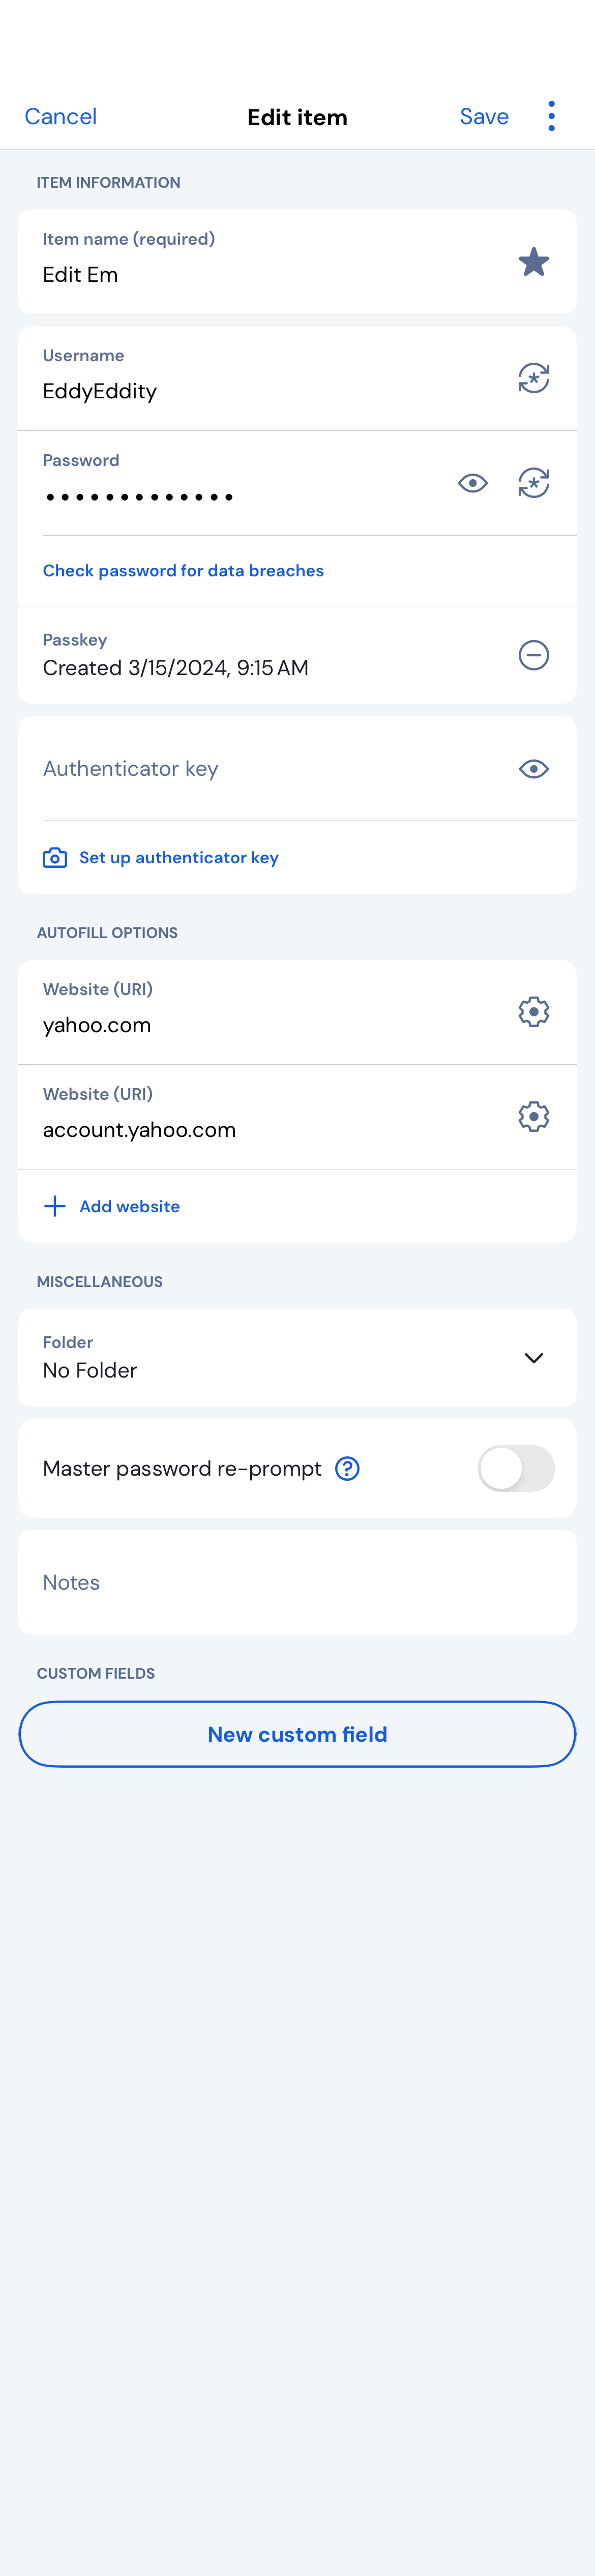 Cancel Edit item Save
ITEM INFORMATION
Item name (required)
Edit Em
Username
EddyEddity
Password
•••••••••••••
Check password for data breaches
Passkey
Created 3/15/2024, 9:15 AM
Authenticator key
Set up authenticator key
AUTOFILL OPTIONS
Website (URI)
yahoo.com
Website (URI)
account.yahoo.com
Add website
MISCELLANEOUS
Folder
No Folder
Master password re-prompt
Notes
CUSTOM FIELDS
New custom field